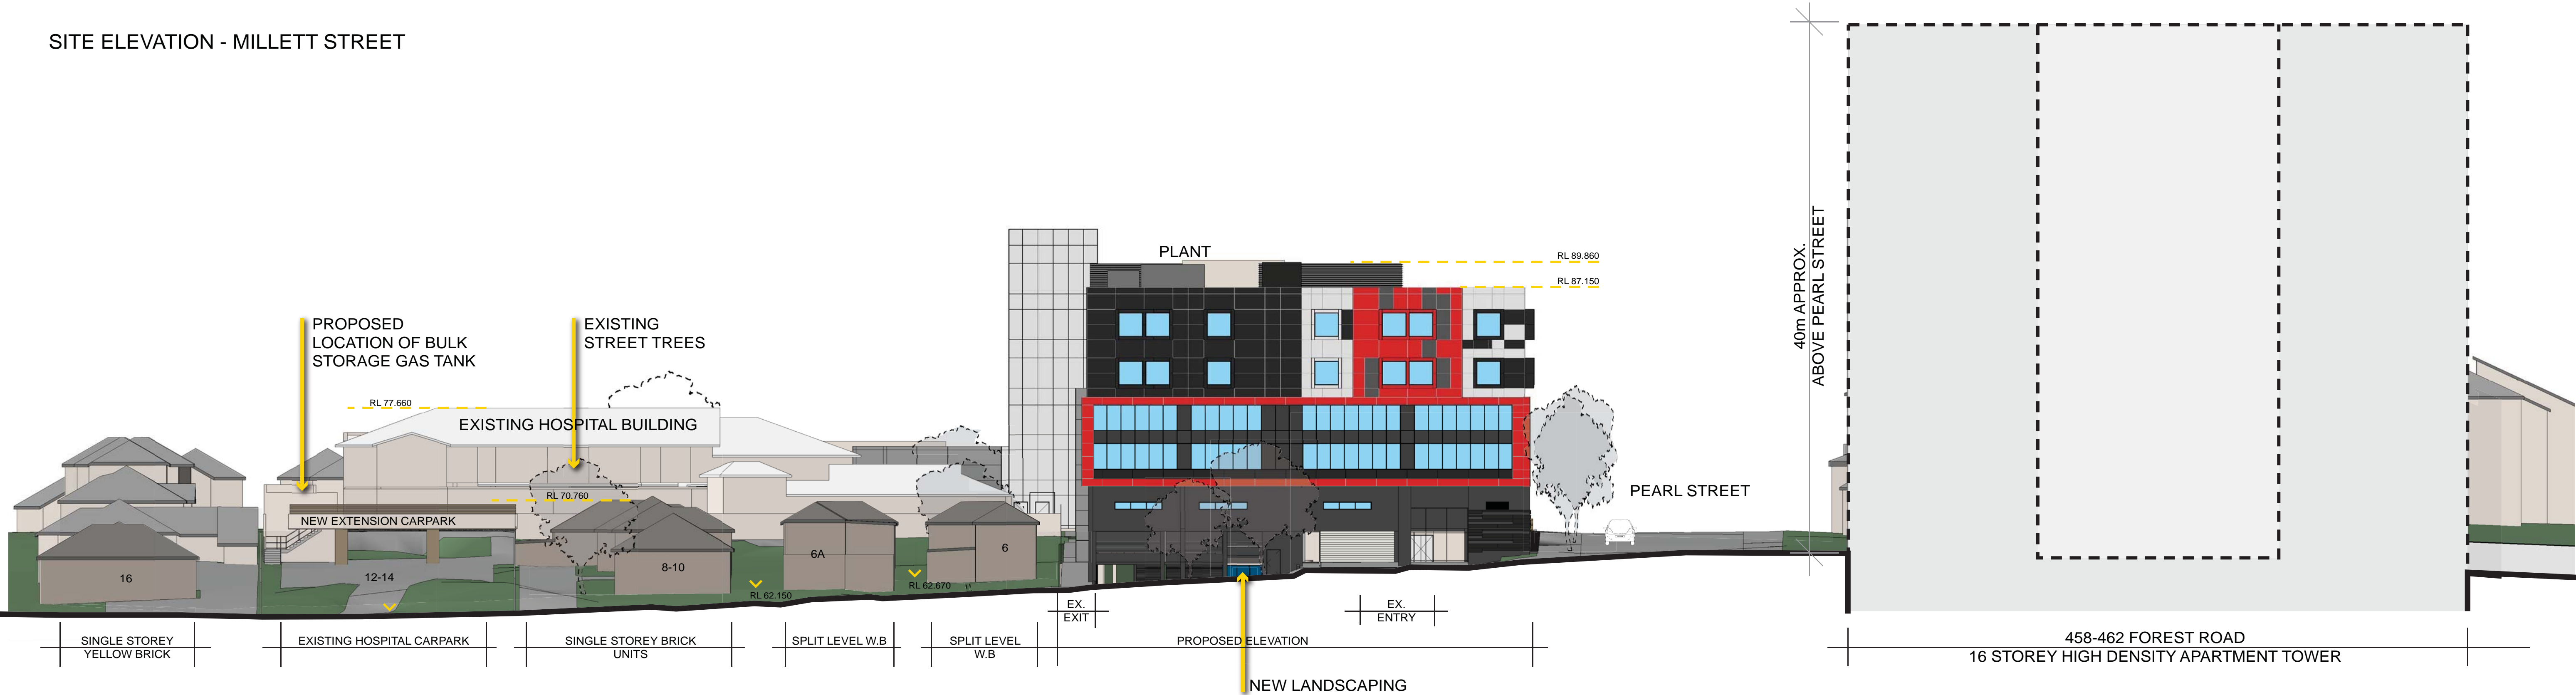 SITE ELEVATION - MILLETT STREET
PROPOSED
LOCATION OF BULK
STORAGE GAS TANK
EXISTING
STREET TREES
PLANT
RL 89.860
RL 87.150
40m APPROX.
ABOVE PEARL STREET
RL 77.660
EXISTING HOSPITAL BUILDING
RL 70.760
NEW EXTENSION CARPARK
PEARL STREET
16
12-14
8-10
6A
6
RL 62.150
RL 62.670
EX.
EXIT
EX.
ENTRY
SINGLE STOREY
YELLOW BRICK
EXISTING HOSPITAL CARPARK
SINGLE STOREY BRICK
UNITS
SPLIT LEVEL W.B
SPLIT LEVEL
W.B
PROPOSED ELEVATION
458-462 FOREST ROAD
16 STOREY HIGH DENSITY APARTMENT TOWER
NEW LANDSCAPING